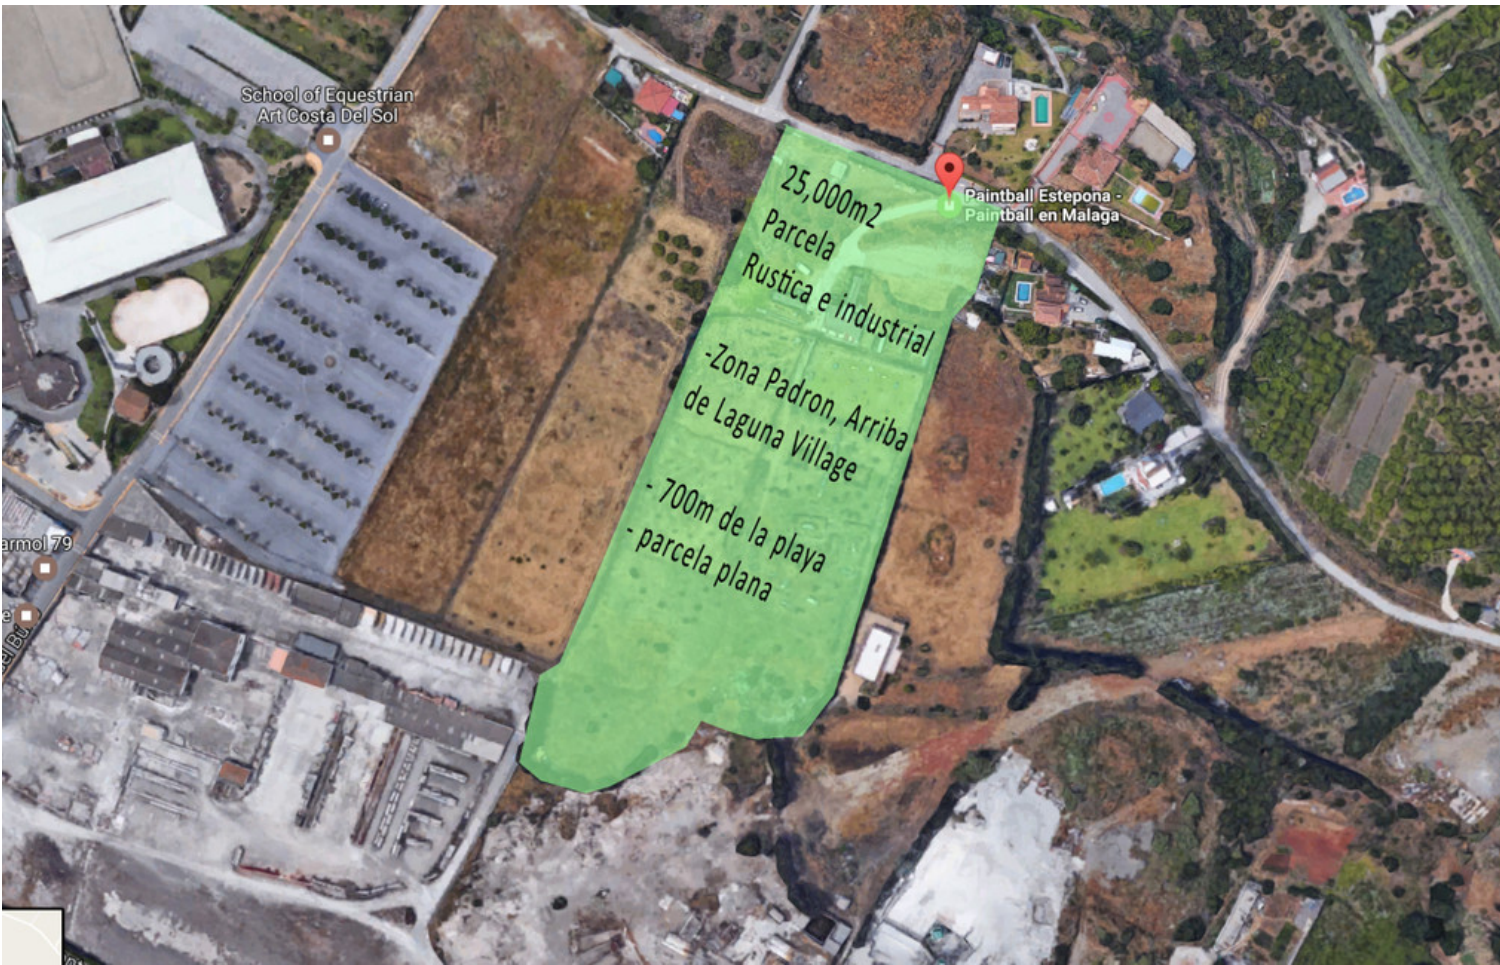 School of Equestrian
Art Costa Del Sol
25,000m2
Parcela
Rustica e industrial
Paintball Estepona -
Paintball en Malaga
-Zona Padron, Arriba
de Laguna Village
- 700m de la playa
- parcela plana
armol 79